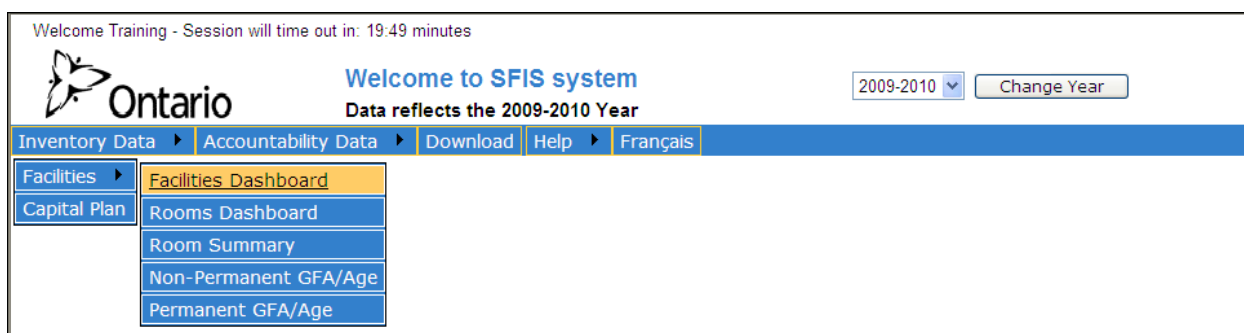 Welcome Training - Session will time out in: 19:49 minutes
Ontario
Welcome to SFIS system
Data reflects the 2009-2010 Year
2009-2010
Change Year
Inventory Data Accountability Data Download Help Français
Facilities
Capital Plan
Facilities Dashboard
Rooms Dashboard
Room Summary
Non-Permanent GFA/Age
Permanent GFA/Age